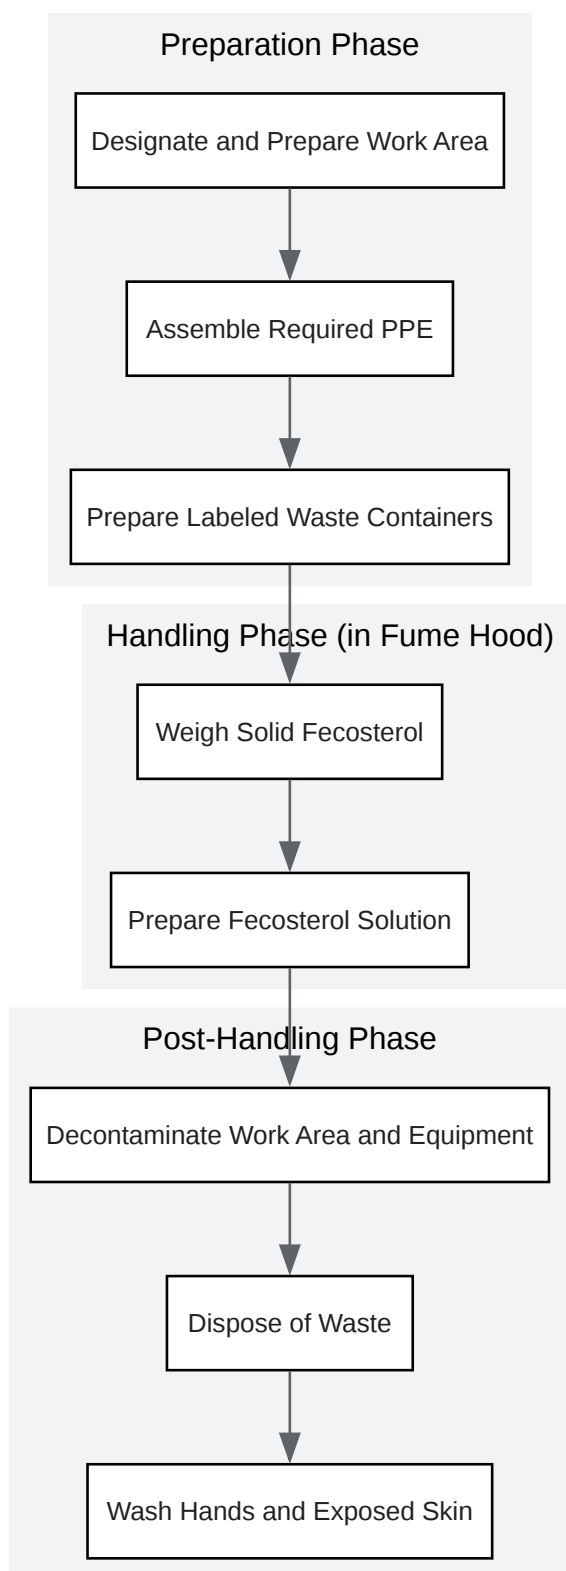 Preparation Phase
Designate and Prepare Work Area
Assemble Required PPE
Prepare Labeled Waste Containers
Handling Phase (in Fume Hood)
Weigh Solid Fecosterol
Prepare Fecosterol Solution
Post-Handling Phase
Decontaminate Work Area and Equipment
Dispose of Waste
Wash Hands and Exposed Skin